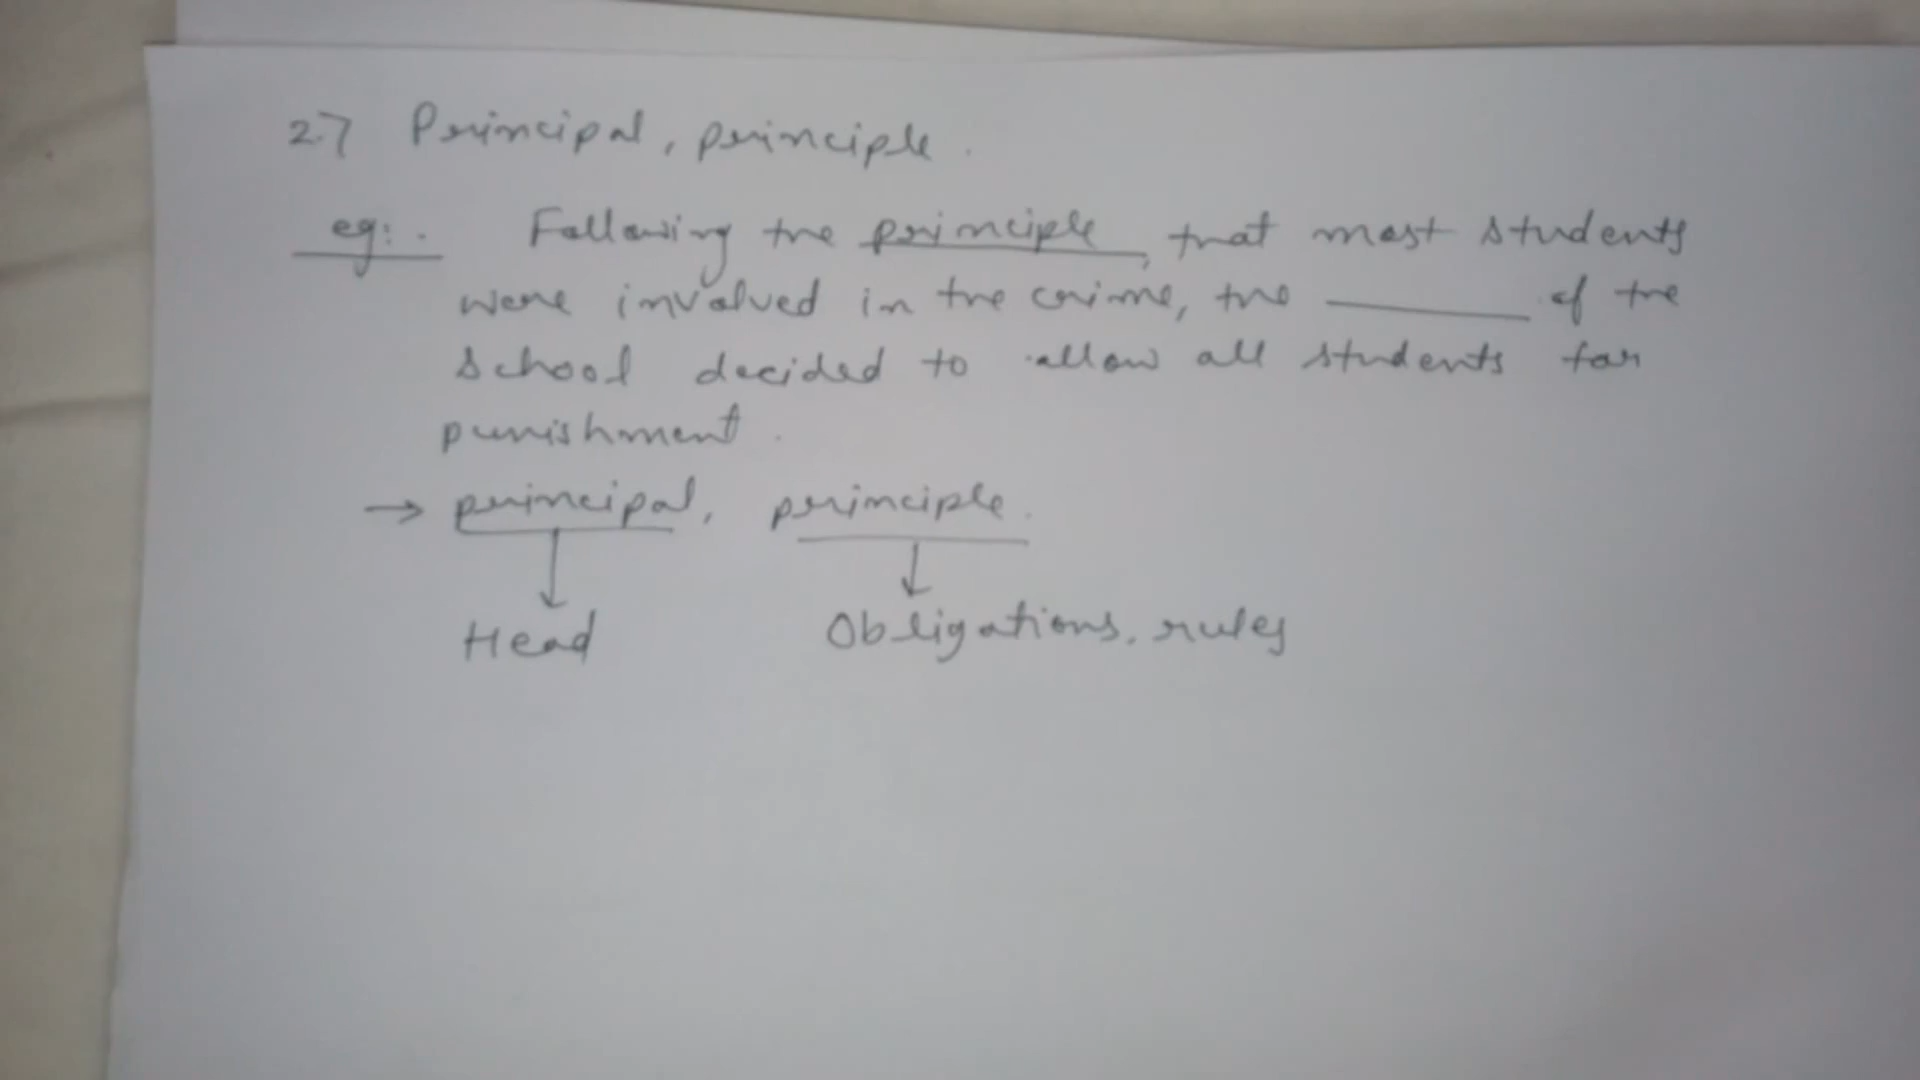 27 Principal, principle.
eg:. Following the principle, that most students
were involved in the crime, the ________ of the
school decided to allow all students for
punishment.
→ principal, principle.
↓ ↓
Head Obligations, rules